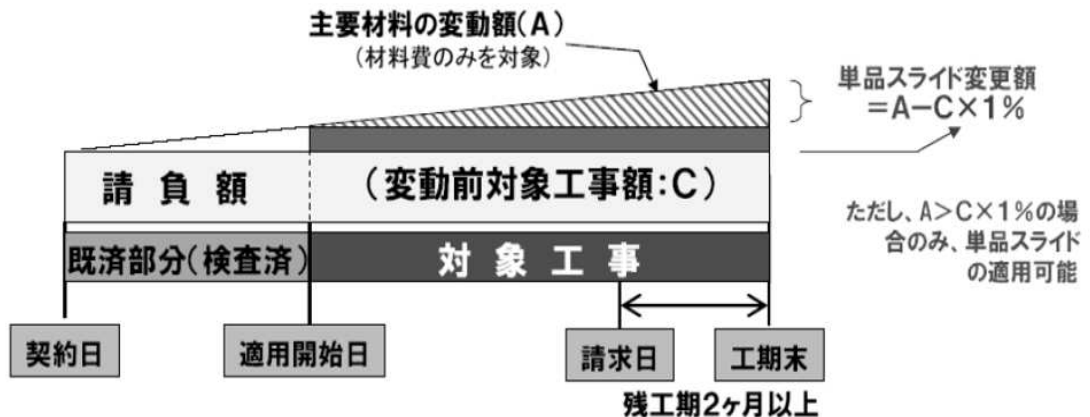 主要材料の変動額(A)
(材料費のみを対象)
単品スライド変更額
=A-C×1%
請負額
(変動前対象工事額:C)
ただし、A>C×1%の場
合のみ、単品スライド
の適用可能
既済部分(検査済)
対象工事
契約日
適用開始日
請求日
工期末
残工期2ヶ月以上